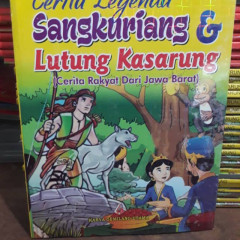 Cerita Legenda
Sangkuriang &
Lutung Kasarung
(Cerita Rakyat Dari Jawa Barat)